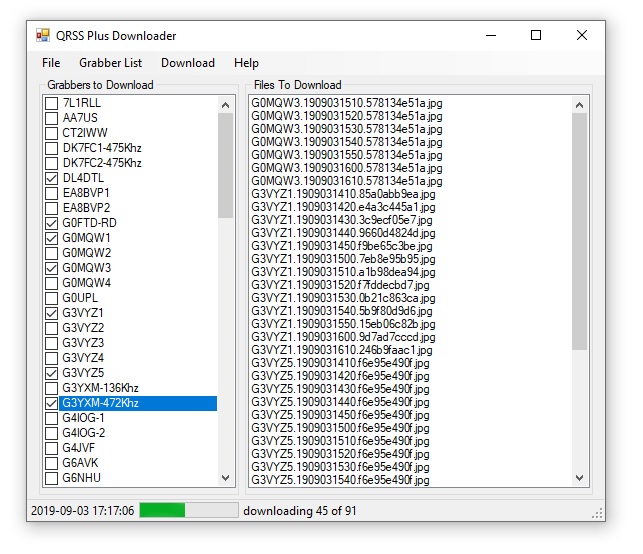 QRSS Plus Downloader
File Grabber List Download Help
Grabbers to Download
7L1RLL
AA7US
CT2IWW
DK7FC1-475Khz
DK7FC2-475Khz
DL4DTL
EA8BVP1
EA8BVP2
G0FTD-RD
G0MQW1
G0MQW2
G0MQW3
G0MQW4
G0UPL
G3VYZ1
G3VYZ2
G3VYZ3
G3VYZ4
G3VYZ5
G3YXM-136Khz
G3YXM-472Khz
G4IOG-1
G4IOG-2
G4JVF
G6AVK
G6NHU
Files To Download
G0MQW3.1909031510.578134e51a.jpg
G0MQW3.1909031520.578134e51a.jpg
G0MQW3.1909031530.578134e51a.jpg
G0MQW3.1909031540.578134e51a.jpg
G0MQW3.1909031550.578134e51a.jpg
G0MQW3.1909031600.578134e51a.jpg
G0MQW3.1909031610.578134e51a.jpg
G3VYZ1.1909031410.85a0abb9ea.jpg
G3VYZ1.1909031420.e4a3c445a1.jpg
G3VYZ1.1909031430.3c9ecf05e7.jpg
G3VYZ1.1909031440.9660d4824d.jpg
G3VYZ1.1909031450.f9be65c3be.jpg
G3VYZ1.1909031500.7eb8e95b95.jpg
G3VYZ1.1909031510.a1b98dea94.jpg
G3VYZ1.1909031520.f7fddecbd7.jpg
G3VYZ1.1909031530.0b21c863ca.jpg
G3VYZ1.1909031540.5b9f80d9d6.jpg
G3VYZ1.1909031550.15eb06c82b.jpg
G3VYZ1.1909031600.9d7ad7cccd.jpg
G3VYZ1.1909031610.246b9faac1.jpg
G3VYZ5.1909031410.f6e95e490f.jpg
G3VYZ5.1909031420.f6e95e490f.jpg
G3VYZ5.1909031430.f6e95e490f.jpg
G3VYZ5.1909031440.f6e95e490f.jpg
G3VYZ5.1909031450.f6e95e490f.jpg
G3VYZ5.1909031500.f6e95e490f.jpg
G3VYZ5.1909031510.f6e95e490f.jpg
G3VYZ5.1909031520.f6e95e490f.jpg
G3VYZ5.1909031530.f6e95e490f.jpg
G3VYZ5.1909031540.f6e95e490f.jpg
2019-09-03 17:17:06 downloading 45 of 91